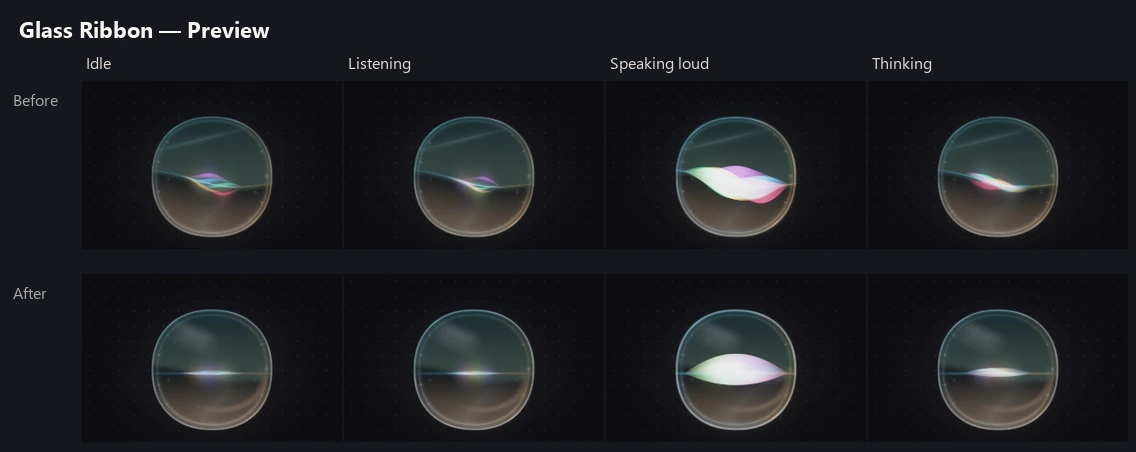 Glass Ribbon — Preview
Idle
Listening
Speaking loud
Thinking
Before
After